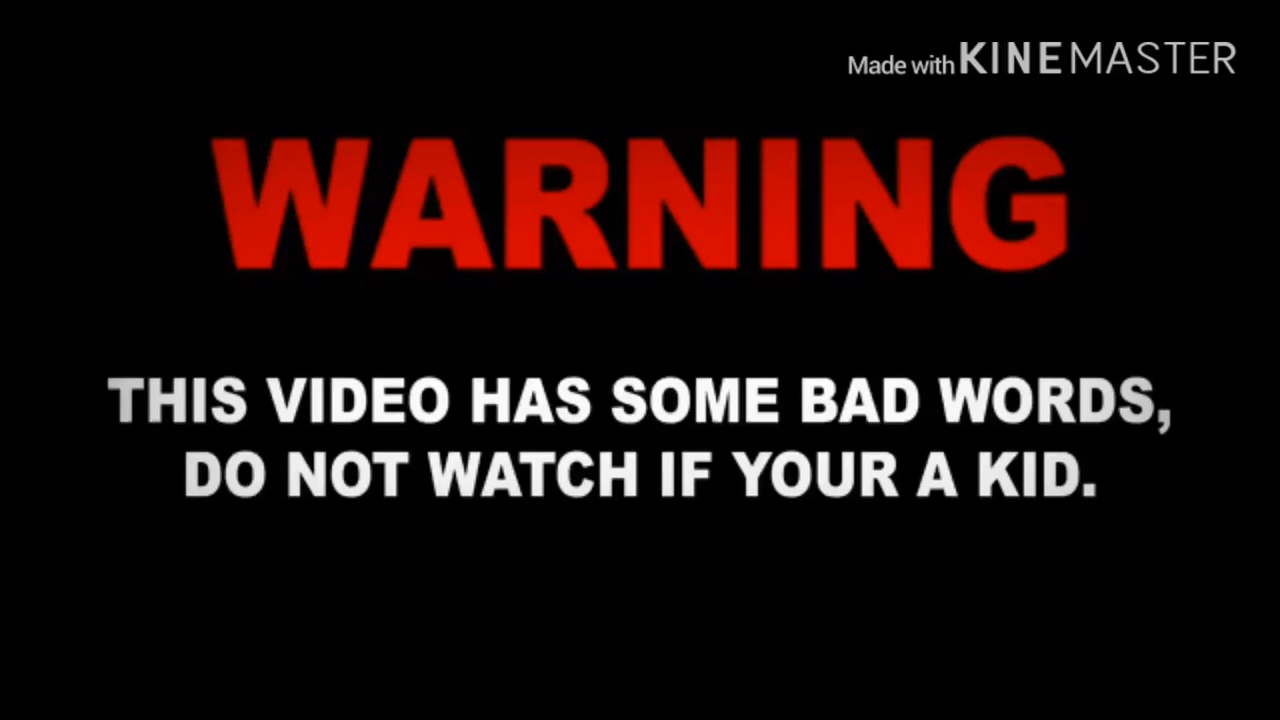 Made with KINEMASTER
WARNING
THIS VIDEO HAS SOME BAD WORDS,
DO NOT WATCH IF YOUR A KID.